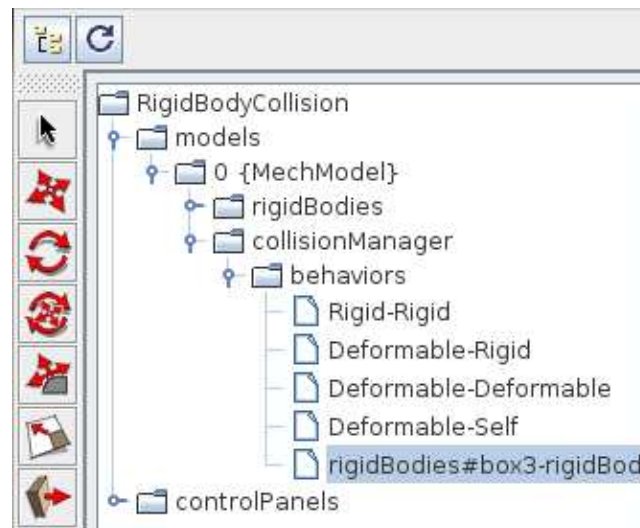 RigidBodyCollision
models
0 {MechModel}
rigidBodies
collisionManager
behaviors
Rigid-Rigid
Deformable-Rigid
Deformable-Deformable
Deformable-Self
rigidBodies#box3-rigidBod
controlPanels